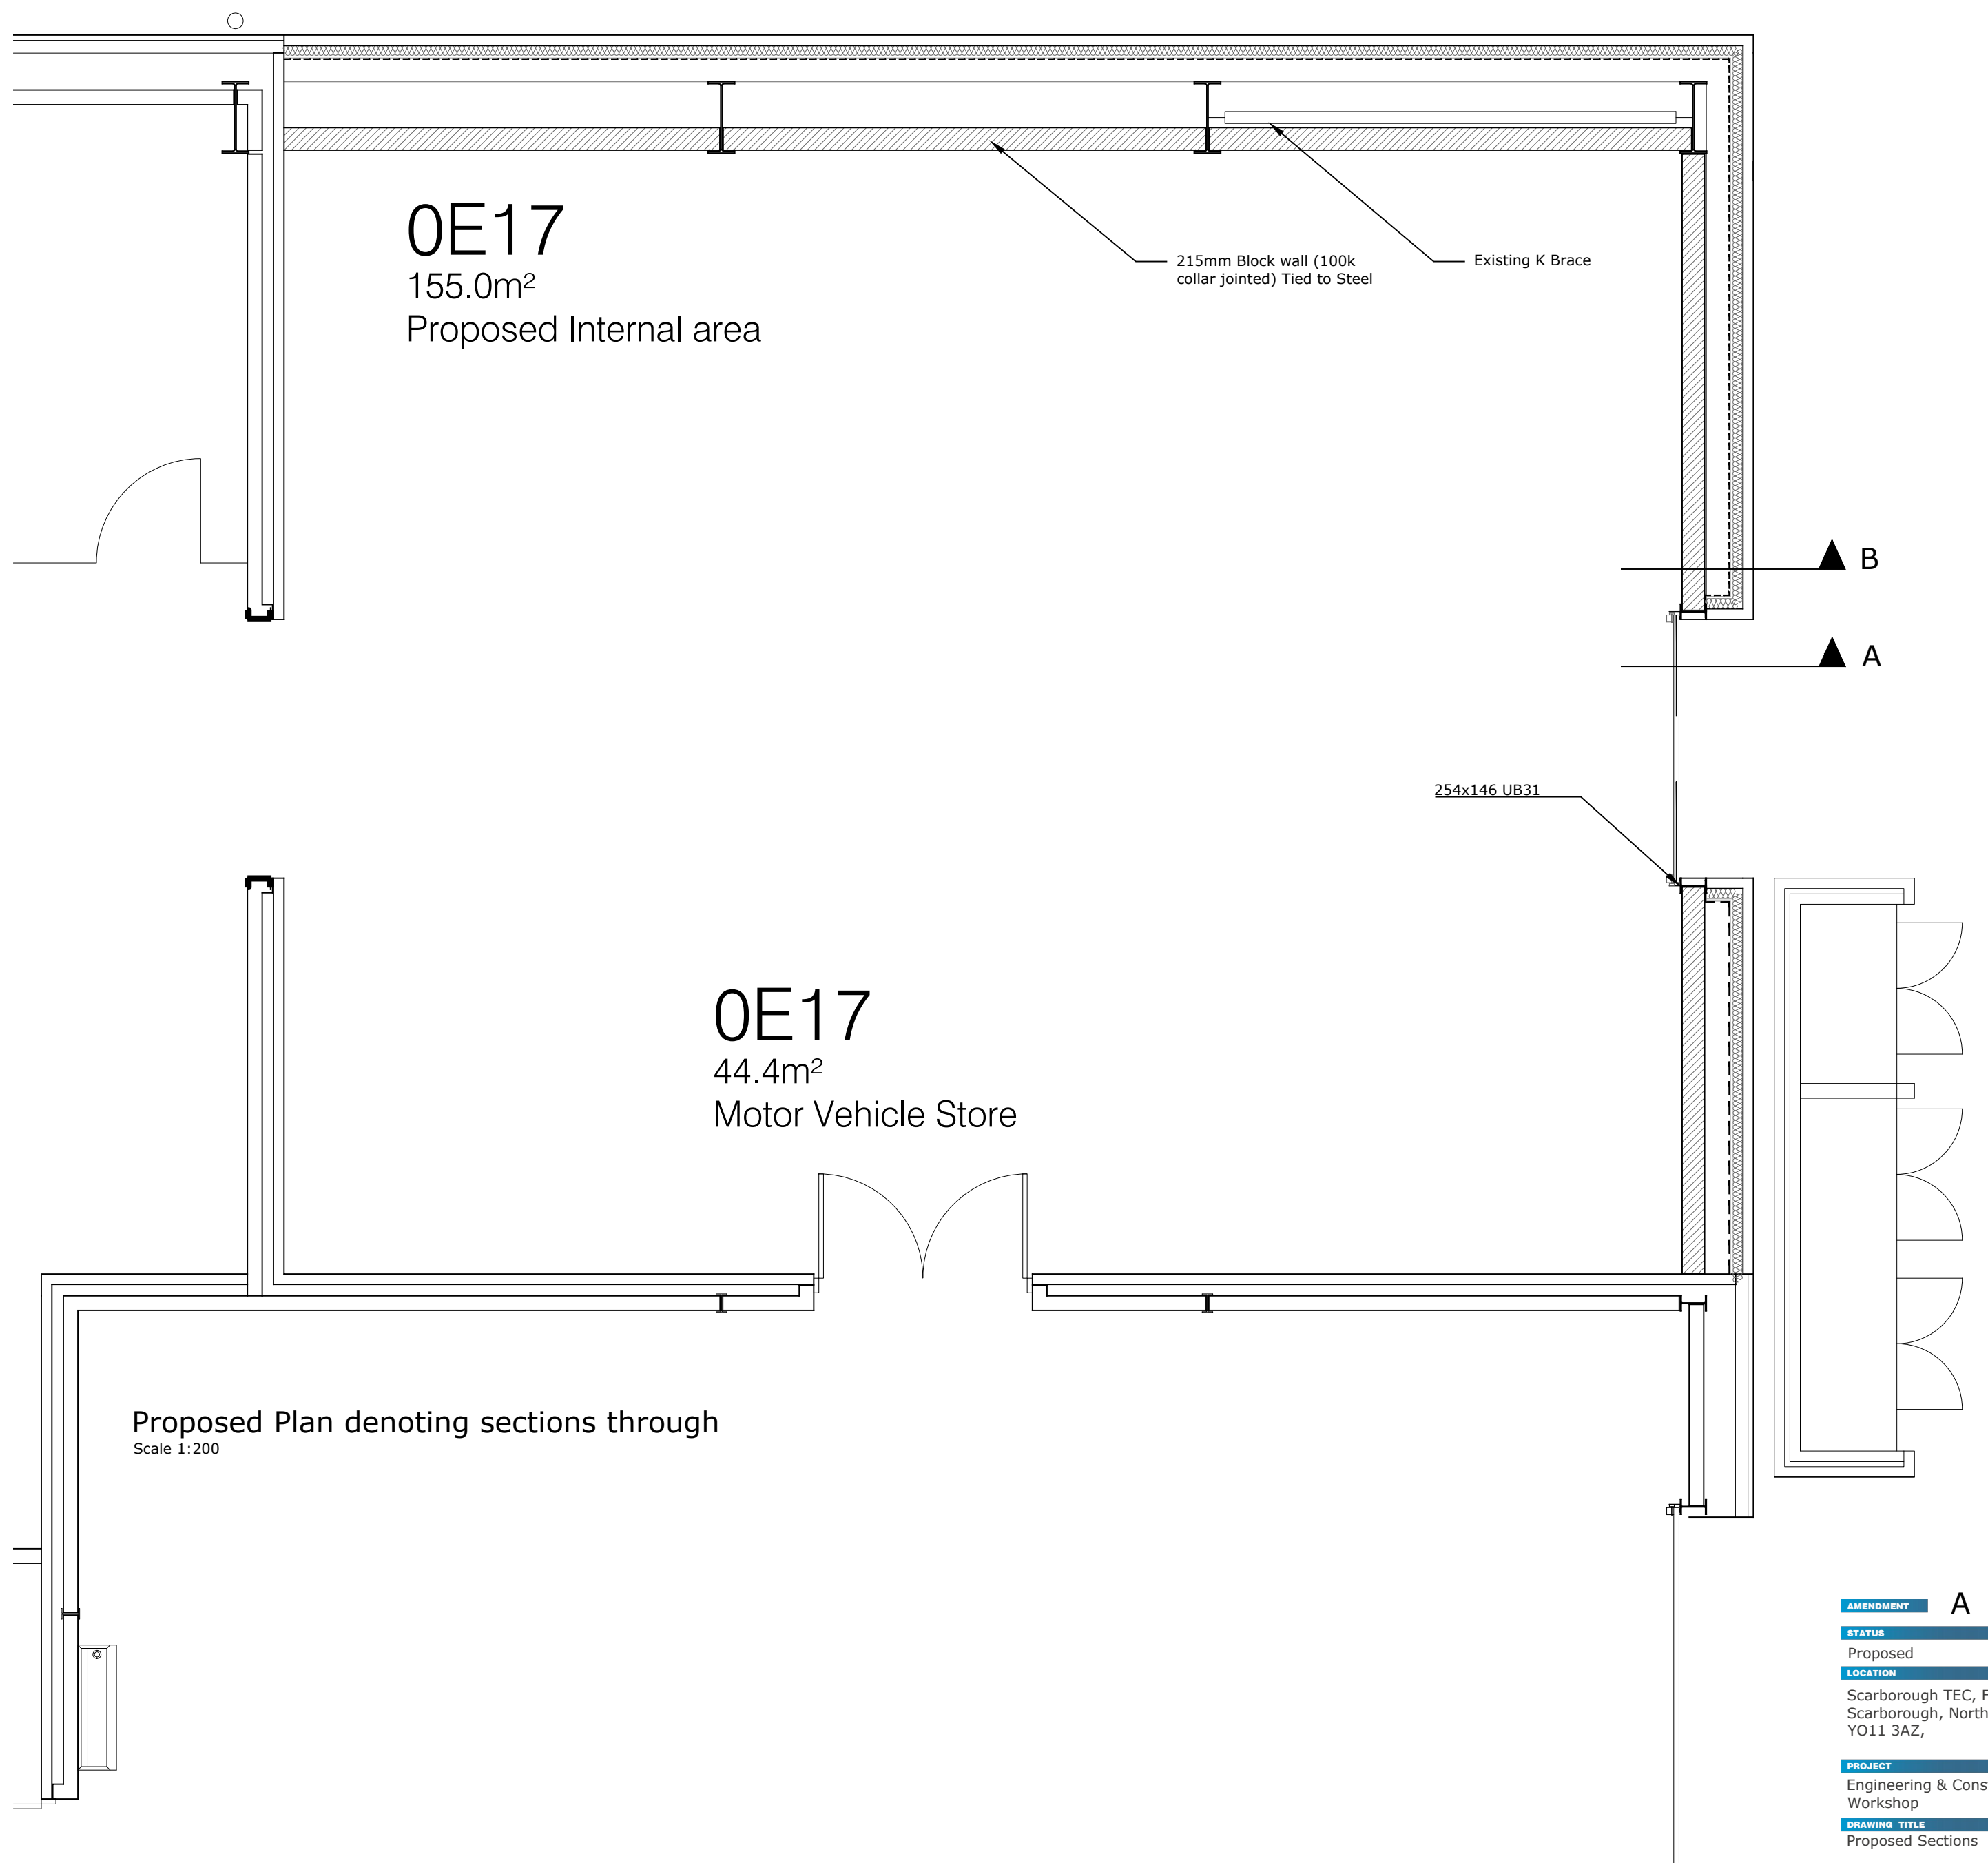 0E17
155.0m²
Proposed Internal area
215mm Block wall (100k
collar jointed) Tied to Steel
Existing K Brace
B
A
254x146 UB31
0E17
44.4m²
Motor Vehicle Store
Proposed Plan denoting sections through
Scale 1:200
AMENDMENT A
STATUS
Proposed
LOCATION
Scarborough TEC,
Scarborough, North
YO11 3AZ,
PROJECT
Engineering &
Workshop
DRAWING TITLE
Proposed Sections